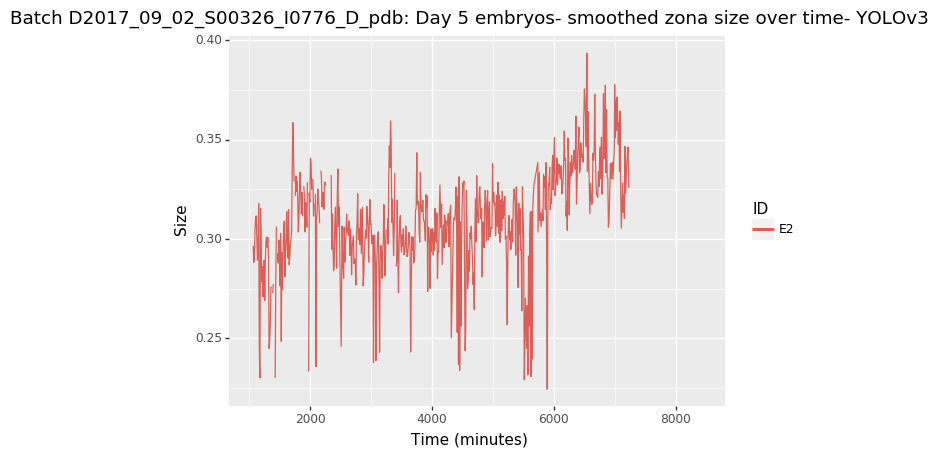 Batch D2017_09_02_S00326_I0776_D_pdb: Day 5 embryos- smoothed zona size over time- YOLOv3
0.40
0.35
0.30
0.25
Size
2000
4000
6000
8000
Time (minutes)
ID
E2